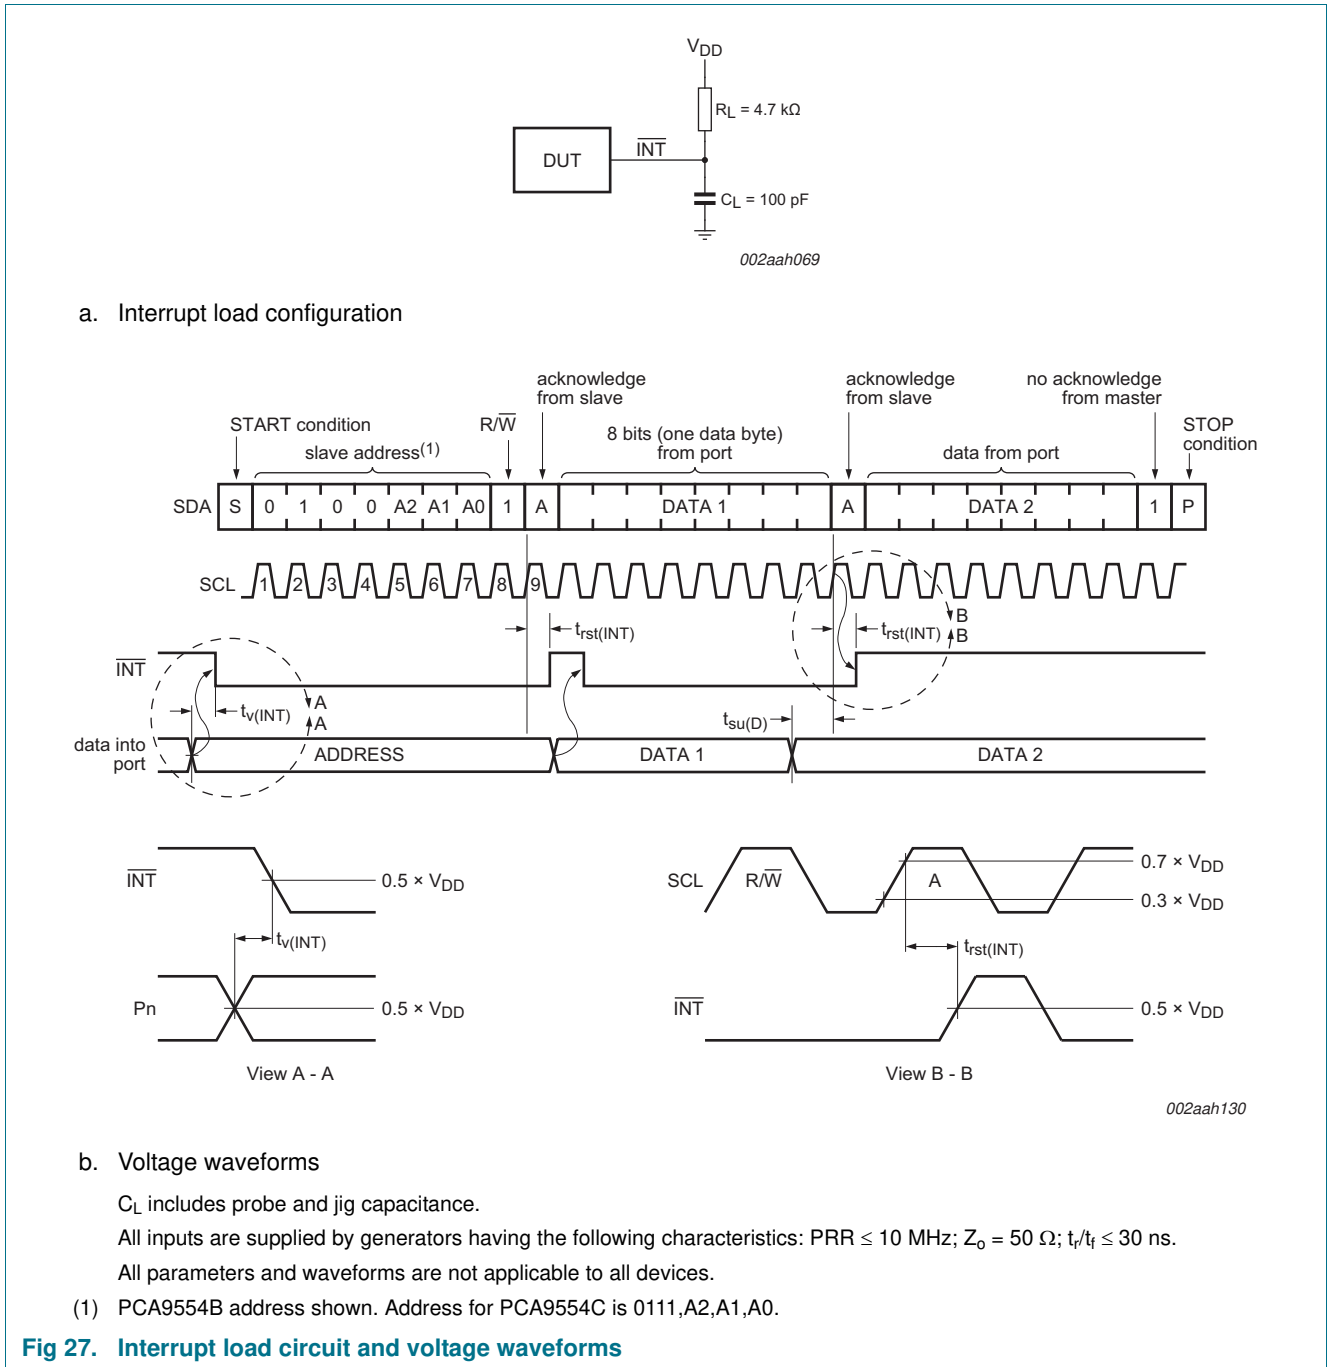 VDD
RL = 4.7 kΩ
DUT
INT
CL = 100 pF
002aah069
a. Interrupt load configuration
acknowledge
from slave
acknowledge
from slave
no acknowledge
from master
START condition
R/W
8 bits (one data byte)
from port
STOP
condition
slave address(1)
data from port
SDA S 0 1 0 0 A2 A1 A0 1 A DATA 1 A DATA 2 1 P
SCL 1 2 3 4 5 6 7 8 9
trst(INT)
trst(INT)
B
B
INT
tv(INT)
A
A
tsu(D)
data into
port
ADDRESS
DATA 1
DATA 2
INT
0.5 × VDD
tv(INT)
Pn
0.5 × VDD
View A - A
SCL
R/W
A
0.7 × VDD
0.3 × VDD
trst(INT)
INT
0.5 × VDD
View B - B
002aah130
b. Voltage waveforms
CL includes probe and jig capacitance.
All inputs are supplied by generators having the following characteristics: PRR ≤ 10 MHz; Zo = 50 Ω; tr/tf ≤ 30 ns.
All parameters and waveforms are not applicable to all devices.
(1) PCA9554B address shown. Address for PCA9554C is 0111,A2,A1,A0.
Fig 27. Interrupt load circuit and voltage waveforms